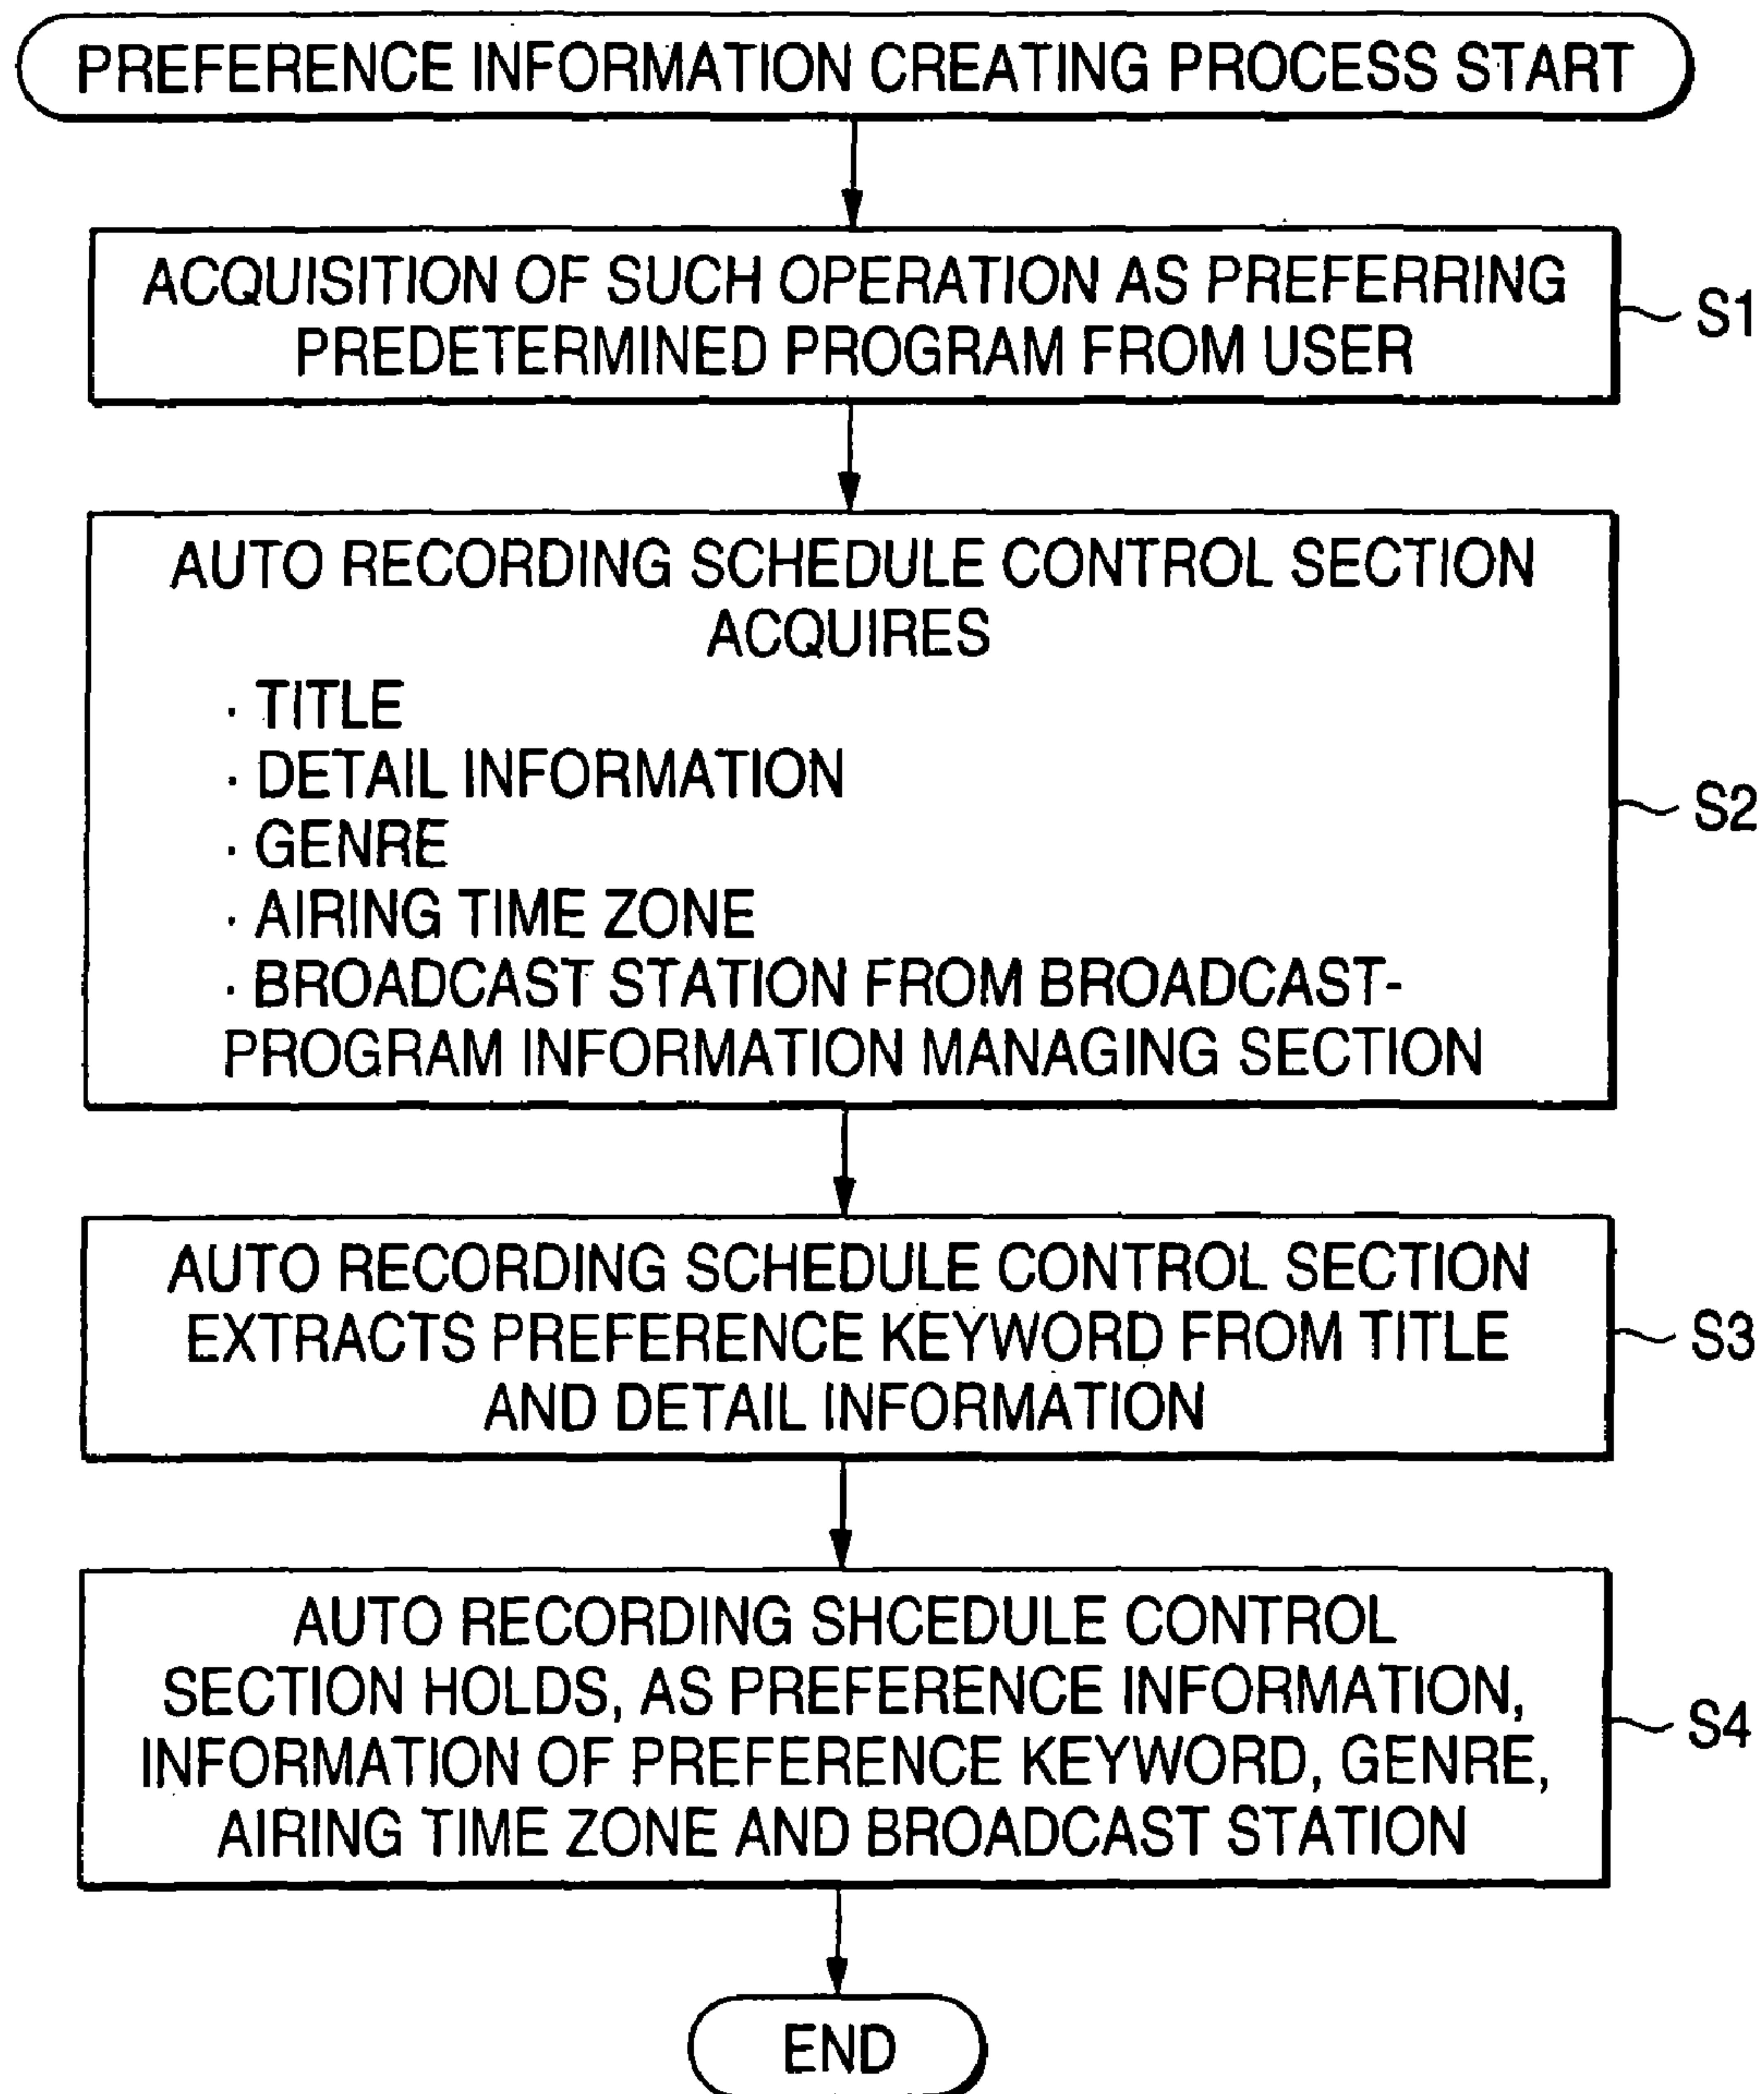 PREFERENCE INFORMATION CREATING PROCESS START
ACQUISITION OF SUCH OPERATION AS PREFERRING
PREDETERMINED PROGRAM FROM USER
S1
AUTO RECORDING SCHEDULE CONTROL SECTION
ACQUIRES
· TITLE
· DETAIL INFORMATION
· GENRE
· AIRING TIME ZONE
· BROADCAST STATION FROM BROADCAST-
PROGRAM INFORMATION MANAGING SECTION
S2
AUTO RECORDING SCHEDULE CONTROL SECTION
EXTRACTS PREFERENCE KEYWORD FROM TITLE
AND DETAIL INFORMATION
S3
AUTO RECORDING SHCEDULE CONTROL
SECTION HOLDS, AS PREFERENCE INFORMATION,
INFORMATION OF PREFERENCE KEYWORD, GENRE,
AIRING TIME ZONE AND BROADCAST STATION
S4
END